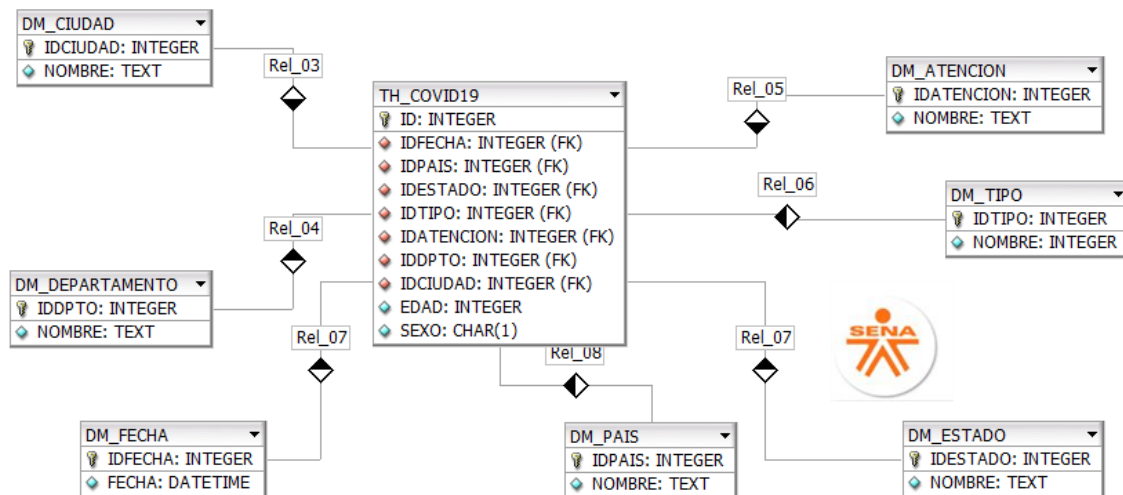 DM_CIUDAD
IDCIUDAD: INTEGER
NOMBRE: TEXT
Rel_03
TH_COVID19
ID: INTEGER
IDFECHA: INTEGER (FK)
IDPAIS: INTEGER (FK)
IDESTADO: INTEGER (FK)
IDTIPO: INTEGER (FK)
IDATENCION: INTEGER (FK)
IDDPTO: INTEGER (FK)
IDCIUDAD: INTEGER (FK)
EDAD: INTEGER
SEXO: CHAR(1)
Rel_05
DM_ATENCION
IDATENCION: INTEGER
NOMBRE: TEXT
Rel_06
DM_TIPO
IDTIPO: INTEGER
NOMBRE: INTEGER
Rel_04
DM_DEPARTAMENTO
IDDPTO: INTEGER
NOMBRE: TEXT
Rel_07
Rel_08
Rel_07
SENA
DM_FECHA
IDFECHA: INTEGER
FECHA: DATETIME
DM_PAIS
IDPAIS: INTEGER
NOMBRE: TEXT
DM_ESTADO
IDESTADO: INTEGER
NOMBRE: TEXT